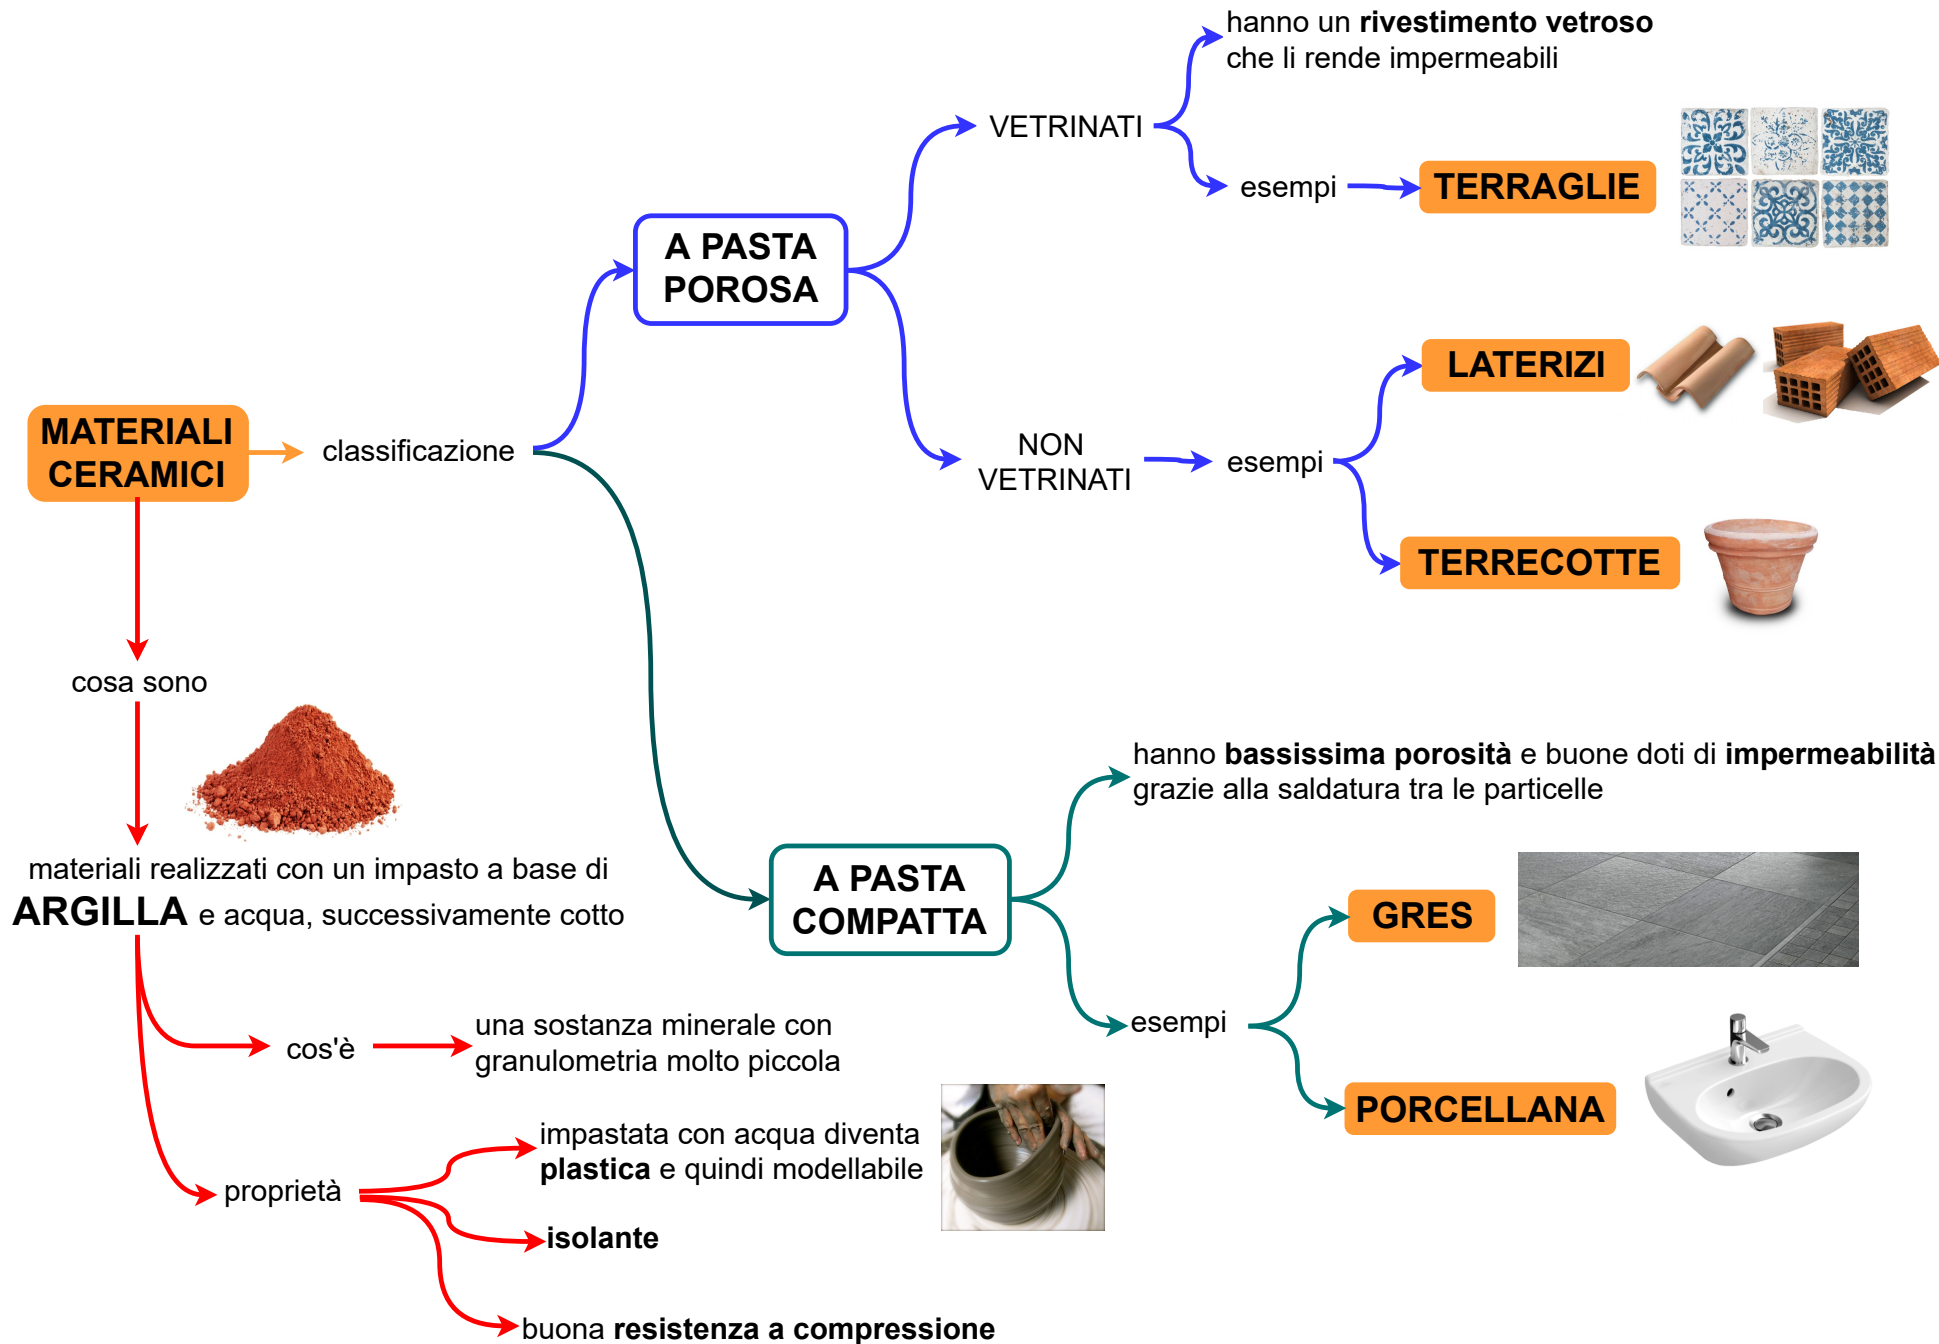 MATERIALI
CERAMICI
classificazione
A PASTA
POROSA
VETRINATI
hanno un rivestimento vetroso
che li rende impermeabili
esempi
TERRAGLIE
NON
VETRINATI
esempi
LATERIZI
TERRECOTTE
A PASTA
COMPATTA
hanno bassissima porosità e buone doti di impermeabilità
grazie alla saldatura tra le particelle
esempi
GRES
PORCELLANA
cosa sono
materiali realizzati con un impasto a base di
ARGILLA e acqua, successivamente cotto
cos'è
una sostanza minerale con
granulometria molto piccola
proprietà
impastata con acqua diventa
plastica e quindi modellabile
isolante
buona resistenza a compressione